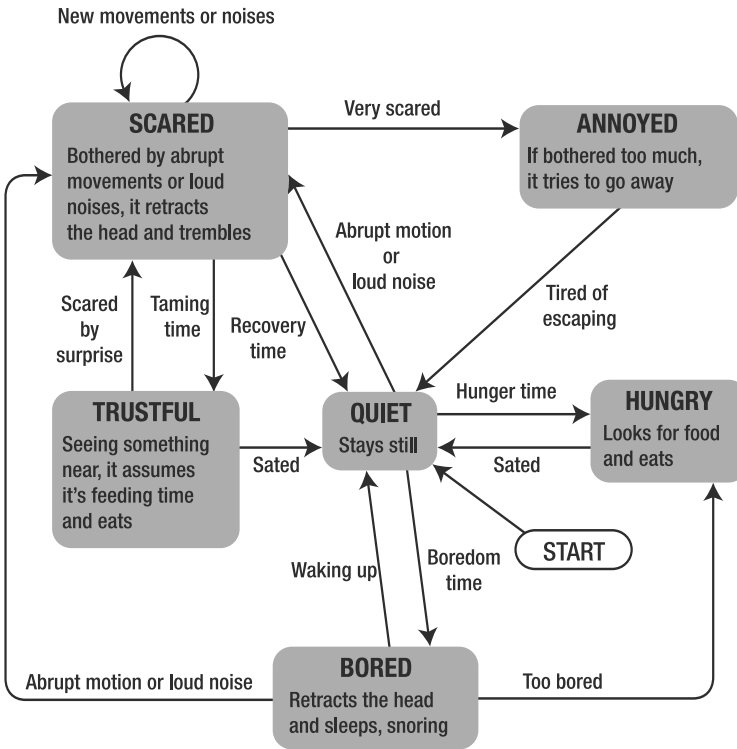 New movements or noises
SCARED
Bothered by abrupt
movements or loud
noises, it retracts
the head and trembles
Very scared
ANNOYED
If bothered too much,
it tries to go away
Abrupt motion
or
loud noise
Scared
by
surprise
Taming
time
Recovery
time
Tired of
escaping
TRUSTFUL
Seeing something
near, it assumes
it’s feeding time
and eats
Sated
QUIET
Stays still
Hunger time
Sated
HUNGRY
Looks for food
and eats
START
Waking up
Boredom
time
Abrupt motion or loud noise
BORED
Retracts the head
and sleeps, snoring
Too bored